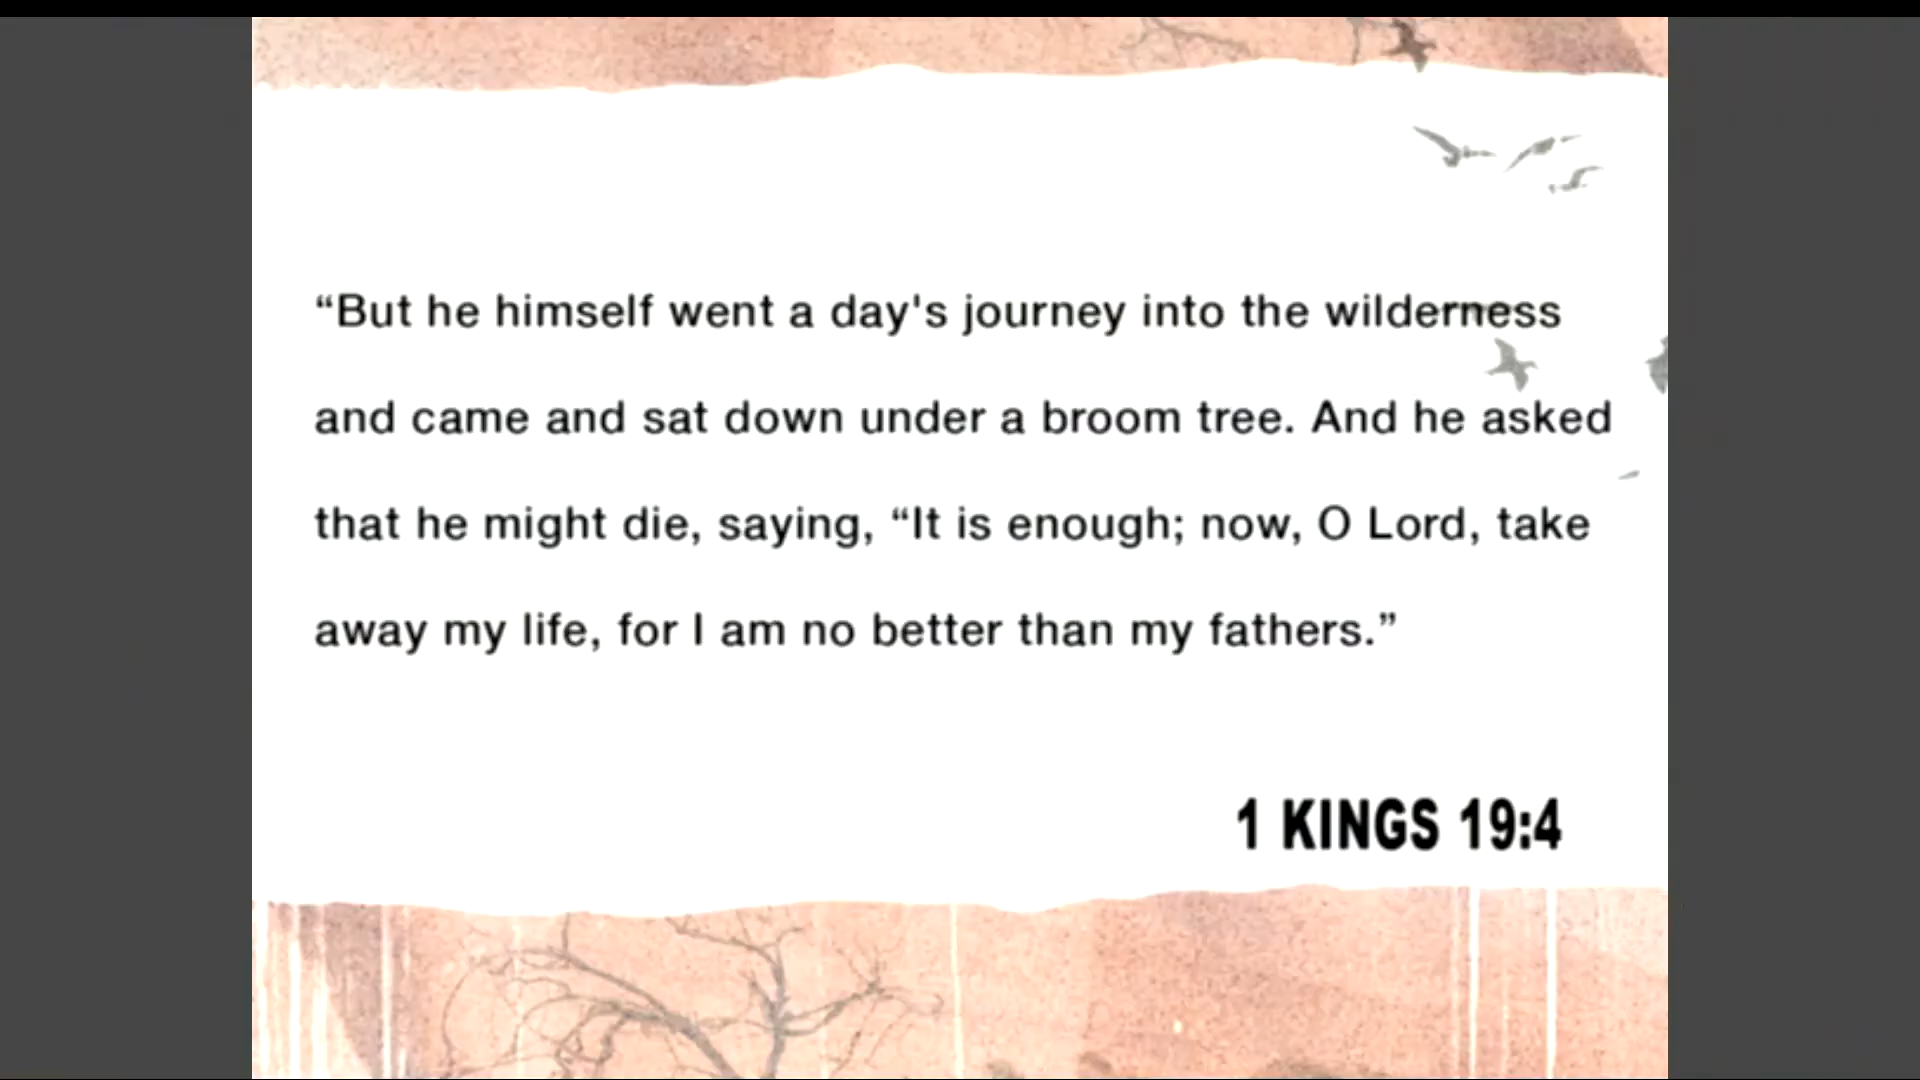 “But he himself went a day's journey into the wilderness
and came and sat down under a broom tree. And he asked
that he might die, saying, “It is enough; now, O Lord, take
away my life, for I am no better than my fathers.”
1 KINGS 19:4